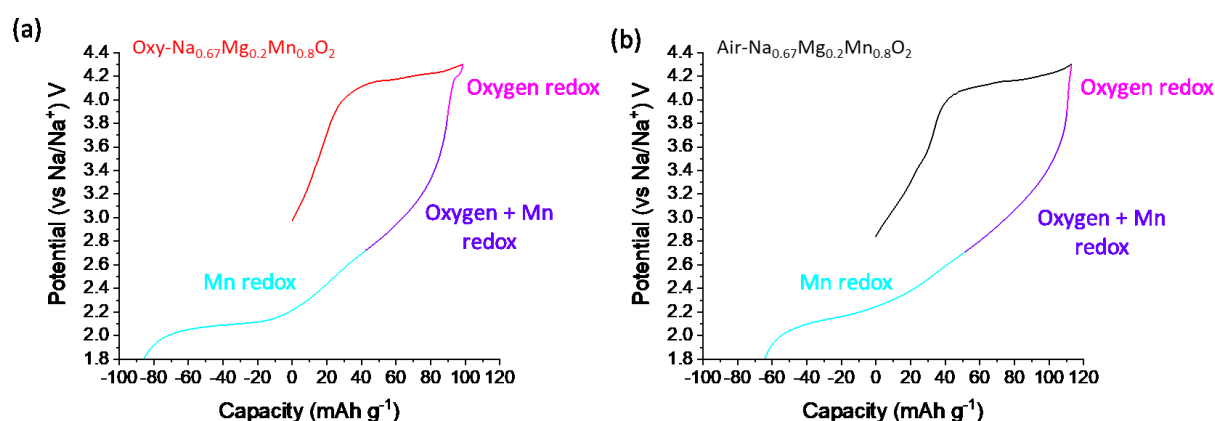 (a)
Oxy-Na0.67Mg0.2Mn0.8O2
4.4
4.2
4.0
3.8
3.6
3.4
3.2
3.0
2.8
2.6
2.4
2.2
2.0
1.8
Potential (vs Na/Na⁺) V
Oxygen redox
Oxygen + Mn
redox
Mn redox
-100 -80 -60 -40 -20 0 20 40 60 80 100 120
Capacity (mAh g⁻¹)
(b)
Air-Na0.67Mg0.2Mn0.8O2
4.4
4.2
4.0
3.8
3.6
3.4
3.2
3.0
2.8
2.6
2.4
2.2
2.0
1.8
Potential (vs Na/Na⁺) V
Oxygen redox
Oxygen + Mn
redox
Mn redox
-100 -80 -60 -40 -20 0 20 40 60 80 100 120
Capacity (mAh g⁻¹)